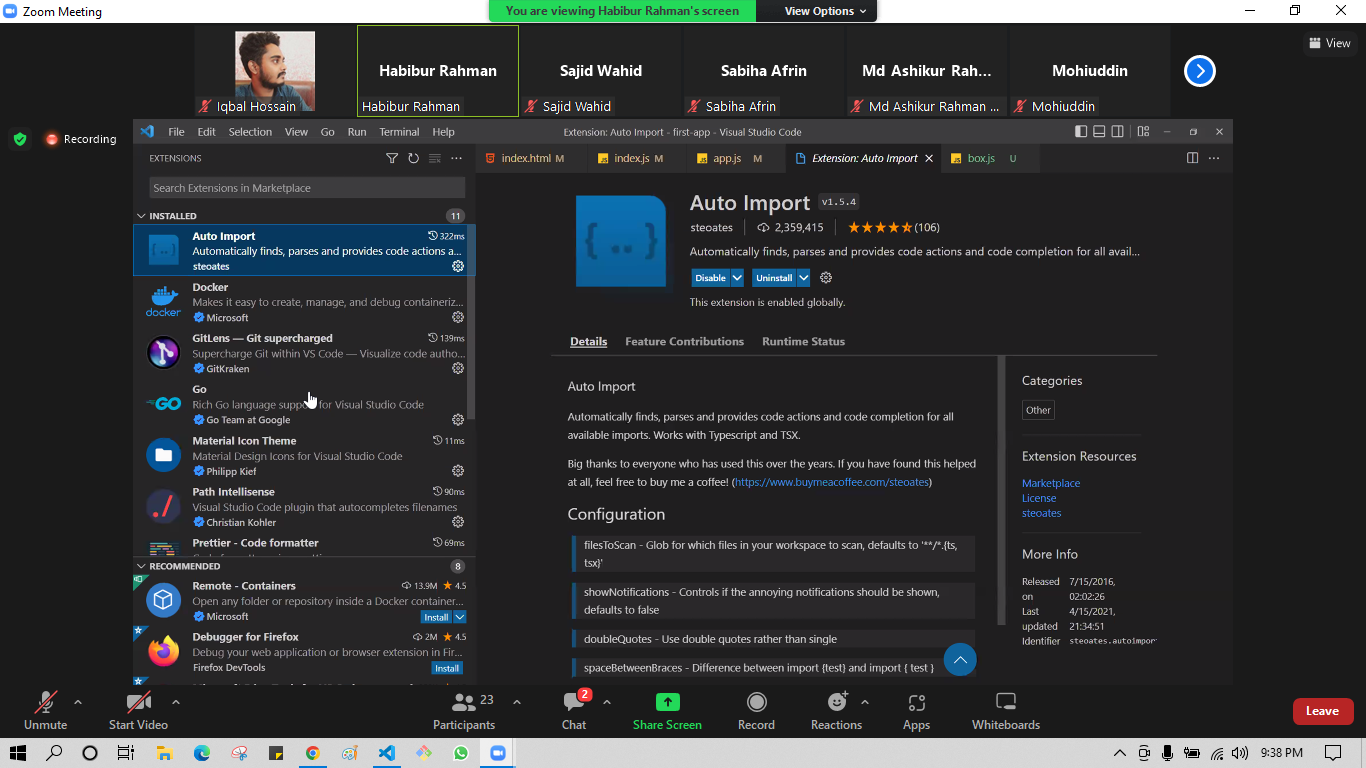 Zoom Meeting
You are viewing Habibur Rahman's screen
View Options
View
Iqbal Hossain
Habibur Rahman
Habibur Rahman
Sajid Wahid
Sajid Wahid
Sabiha Afrin
Sabiha Afrin
Md Ashikur Rah...
Md Ashikur Rahman ...
Mohiuddin
Mohiuddin
Recording
File Edit Selection View Go Run Terminal Help
Extension: Auto Import - first-app - Visual Studio Code
EXTENSIONS
index.html M
index.js M
app.js M
Extension: Auto Import
box.js U
Search Extensions in Marketplace
INSTALLED 11
Auto Import 322ms
Automatically finds, parses and provides code actions a...
steoates
Docker
Makes it easy to create, manage, and debug containeriz...
docker
Microsoft
GitLens — Git supercharged 139ms
Supercharge Git within VS Code — Visualize code autho...
GitKraken
Go
GO
Rich Go language support for Visual Studio Code
Go Team at Google
Material Icon Theme 11ms
Material Design Icons for Visual Studio Code
Philipp Kief
Path Intellisense 90ms
Visual Studio Code plugin that autocompletes filenames
Christian Kohler
Prettier - Code formatter 69ms
RECOMMENDED 8
Remote - Containers 13.9M 4.5
Open any folder or repository inside a Docker container...
Microsoft Install
Debugger for Firefox 2M 4.5
Debug your web application or browser extension in Fir...
Firefox DevTools Install
Auto Import v1.5.4
steoates 2,359,415 (106)
Automatically finds, parses and provides code actions and code completion for all avail...
Disable Uninstall
This extension is enabled globally.
Details Feature Contributions Runtime Status
Auto Import
Automatically finds, parses and provides code actions and code completion for all
available imports. Works with Typescript and TSX.
Big thanks to everyone who has used this over the years. If you have found this helped
at all, feel free to buy me a coffee! (https://www.buymeacoffee.com/steoates)
Configuration
filesToScan - Glob for which files in your workspace to scan, defaults to '**/*.{ts,
tsx}'
showNotifications - Controls if the annoying notifications should be shown,
defaults to false
doubleQuotes - Use double quotes rather than single
spaceBetweenBraces - Difference between import {test} and import { test }
Categories
Other
Extension Resources
Marketplace
License
steoates
More Info
Released on 7/15/2016, 02:02:26
Last updated 4/15/2021, 21:34:51
Identifier steoates.autoimpor
Unmute
Start Video
Participants 23
Chat 2
Share Screen
Record
Reactions
Apps
Whiteboards
Leave
9:38 PM